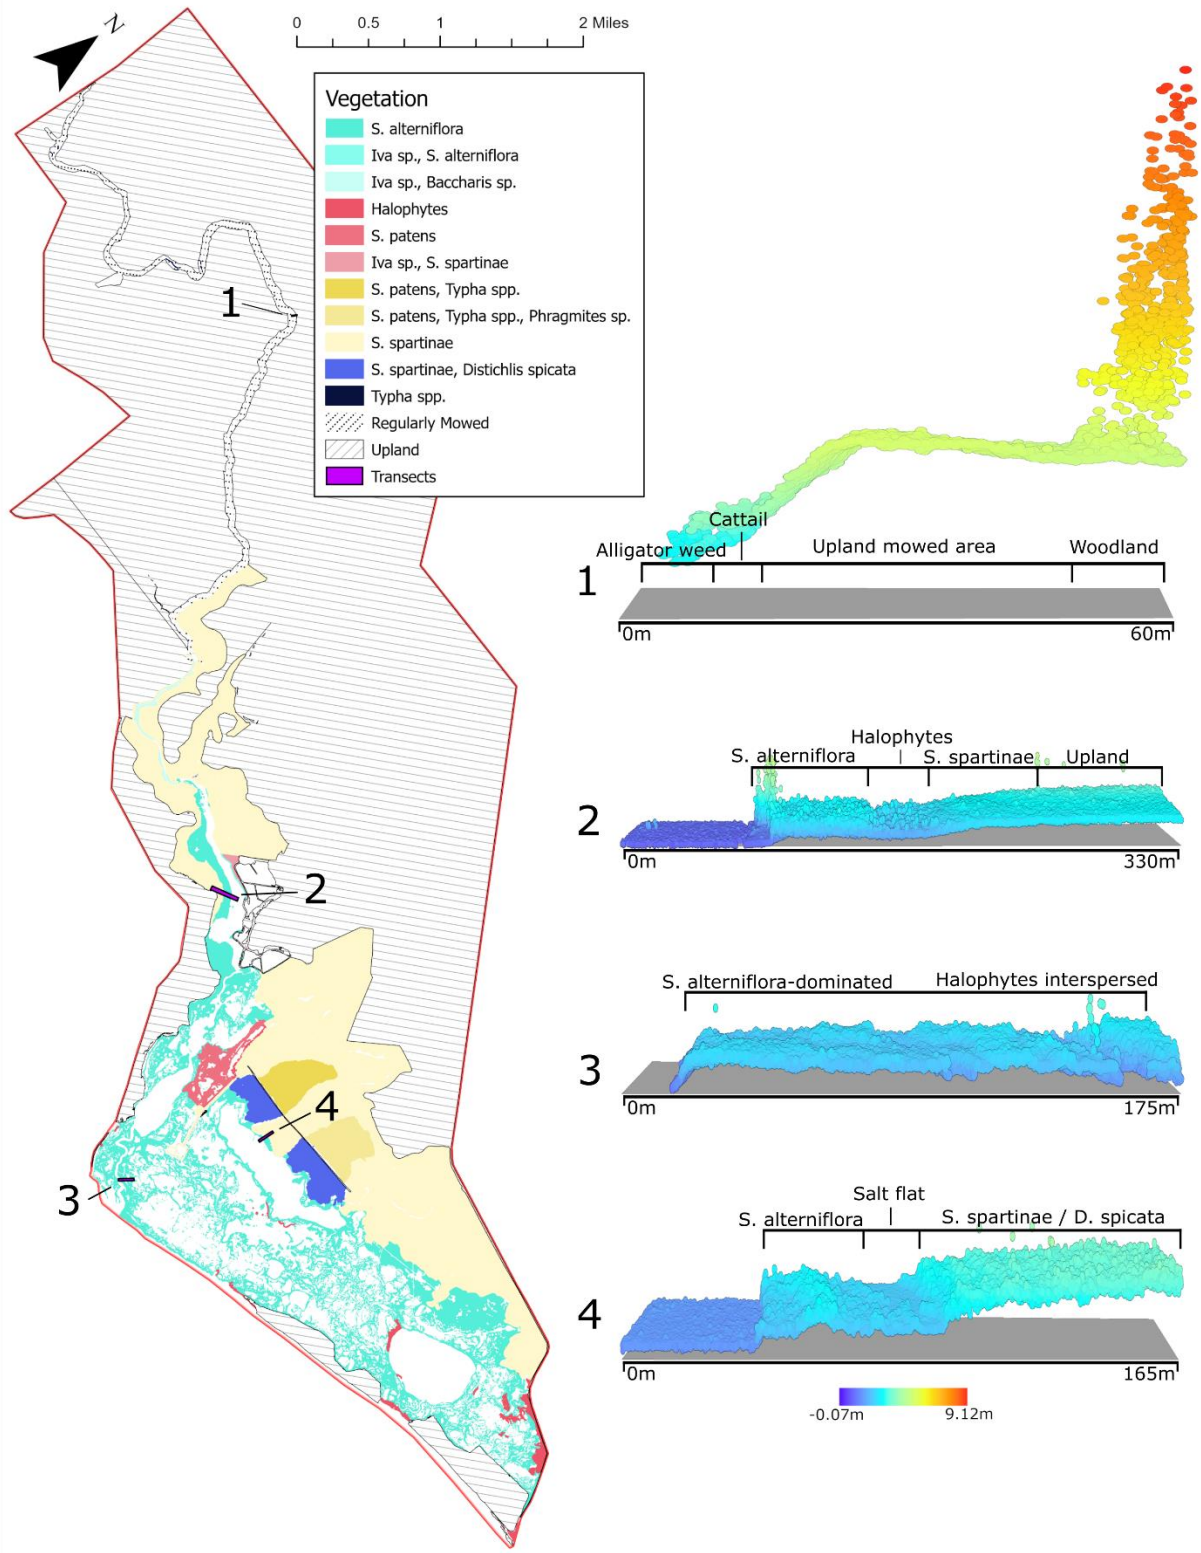 N
0 0.5 1 2 Miles
Vegetation
S. alterniflora
Iva sp., S. alterniflora
Iva sp., Baccharis sp.
Halophytes
S. patens
Iva sp., S. spartinae
S. patens, Typha spp.
S. patens, Typha spp., Phragmites sp.
S. spartinae
S. spartinae, Distichlis spicata
Typha spp.
Regularly Mowed
Upland
Transects
1
2
3
4
Cattail
Alligator weed Upland mowed area Woodland
1
0m 60m
Halophytes
S. alterniflora S. spartinae Upland
2
0m 330m
S. alterniflora-dominated Halophytes interspersed
3
0m 175m
Salt flat
S. alterniflora S. spartinae / D. spicata
4
0m 165m
-0.07m 9.12m